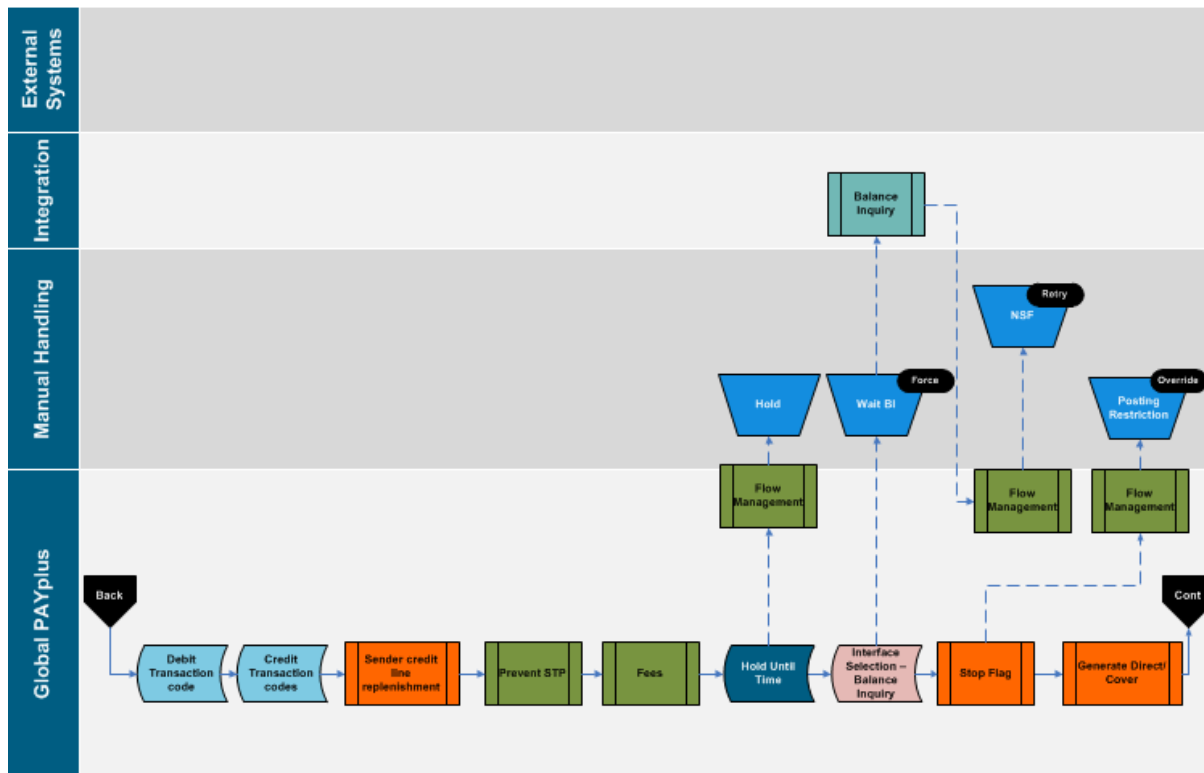 External
Systems
Integration
Balance
Inquiry
Manual Handling
Retry
NSF
Hold
Force
Wait BI
Override
Posting
Restriction
Global PAYplus
Flow
Management
Flow
Management
Flow
Management
Back
Cont
Debit
Transaction
code
Credit
Transaction
codes
Sender credit
line
replenishment
Prevent STP
Fees
Hold Until
Time
Interface
Selection –
Balance
Inquiry
Stop Flag
Generate Direct/
Cover